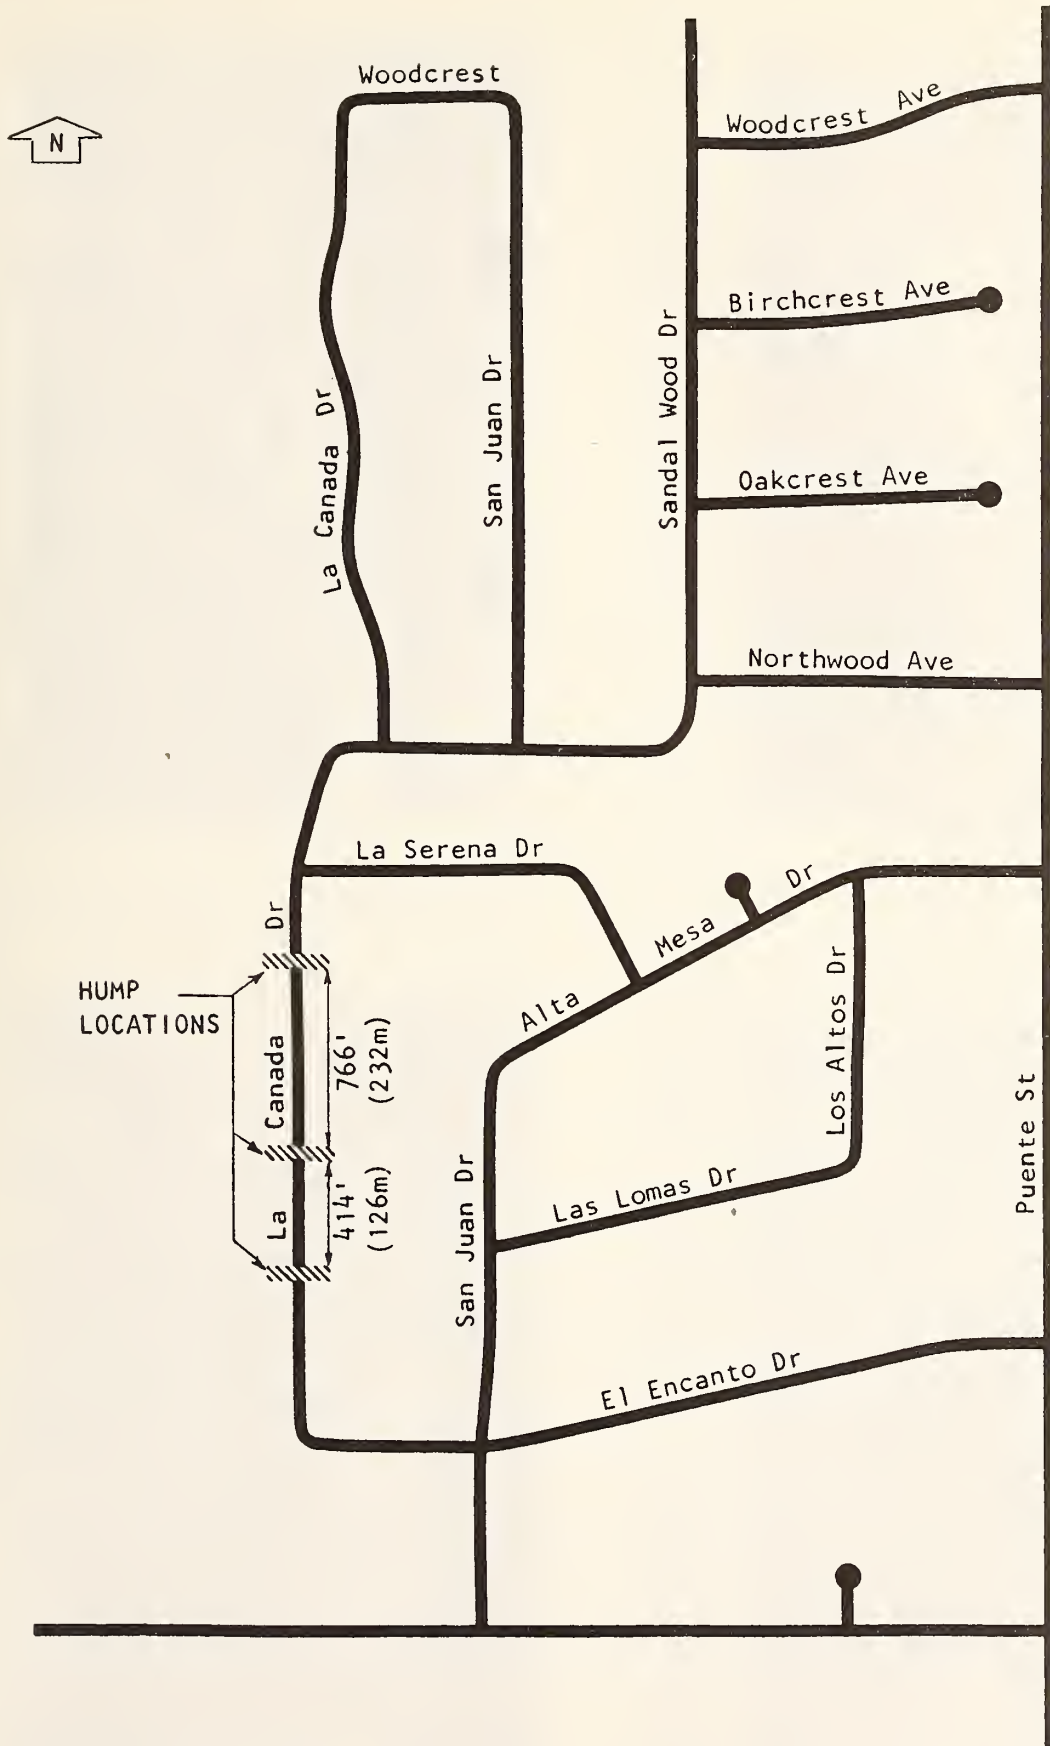 Woodcrest
N
Woodcrest Ave
Birchcrest Ave
La Canada Dr
San Juan Dr
Sandal Wood Dr
Oakcrest Ave
Northwood Ave
La Serena Dr
Alta Mesa Dr
HUMP
LOCATIONS
La Canada Dr
766'
(232m)
414'
(126m)
Los Altos Dr
Puente St
San Juan Dr
Las Lomas Dr
El Encanto Dr